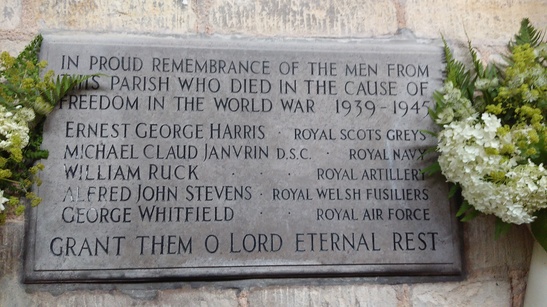 IN PROUD REMEMBRANCE OF THE MEN FROM
THIS PARISH WHO DIED IN THE CAUSE OF
FREEDOM IN THE WORLD WAR 1939-1945
ERNEST GEORGE HARRIS · ROYAL SCOTS GREYS
MICHAEL CLAUD JANVRIN D.S.C. · ROYAL NAVY
WILLIAM RUCK · · ROYAL ARTILLERY
ALFRED JOHN STEVENS · ROYAL WELSH FUSILIERS
GEORGE WHITFIELD · · ROYAL AIR FORCE
GRANT THEM O LORD ETERNAL REST